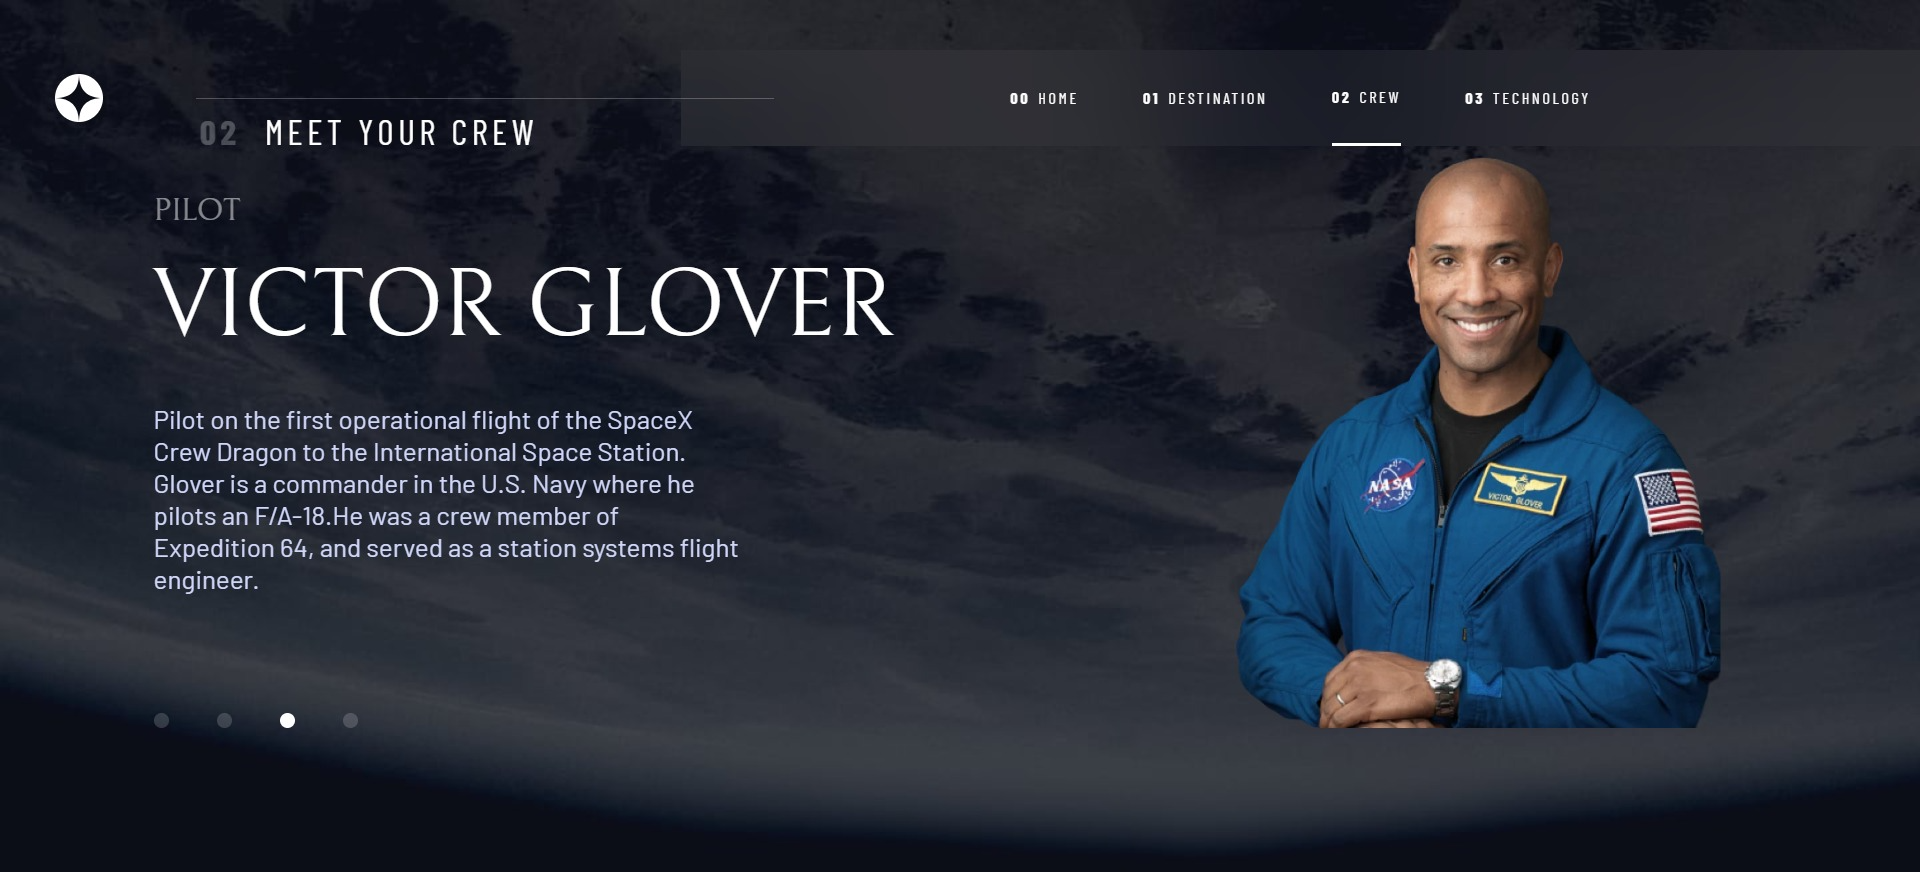 00 HOME
01 DESTINATION
02 CREW
03 TECHNOLOGY
02 MEET YOUR CREW
PILOT
VICTOR GLOVER
Pilot on the first operational flight of the SpaceX
Crew Dragon to the International Space Station.
Glover is a commander in the U.S. Navy where he
pilots an F/A-18.He was a crew member of
Expedition 64, and served as a station systems flight
engineer.
NASA
VICTOR GLOVER